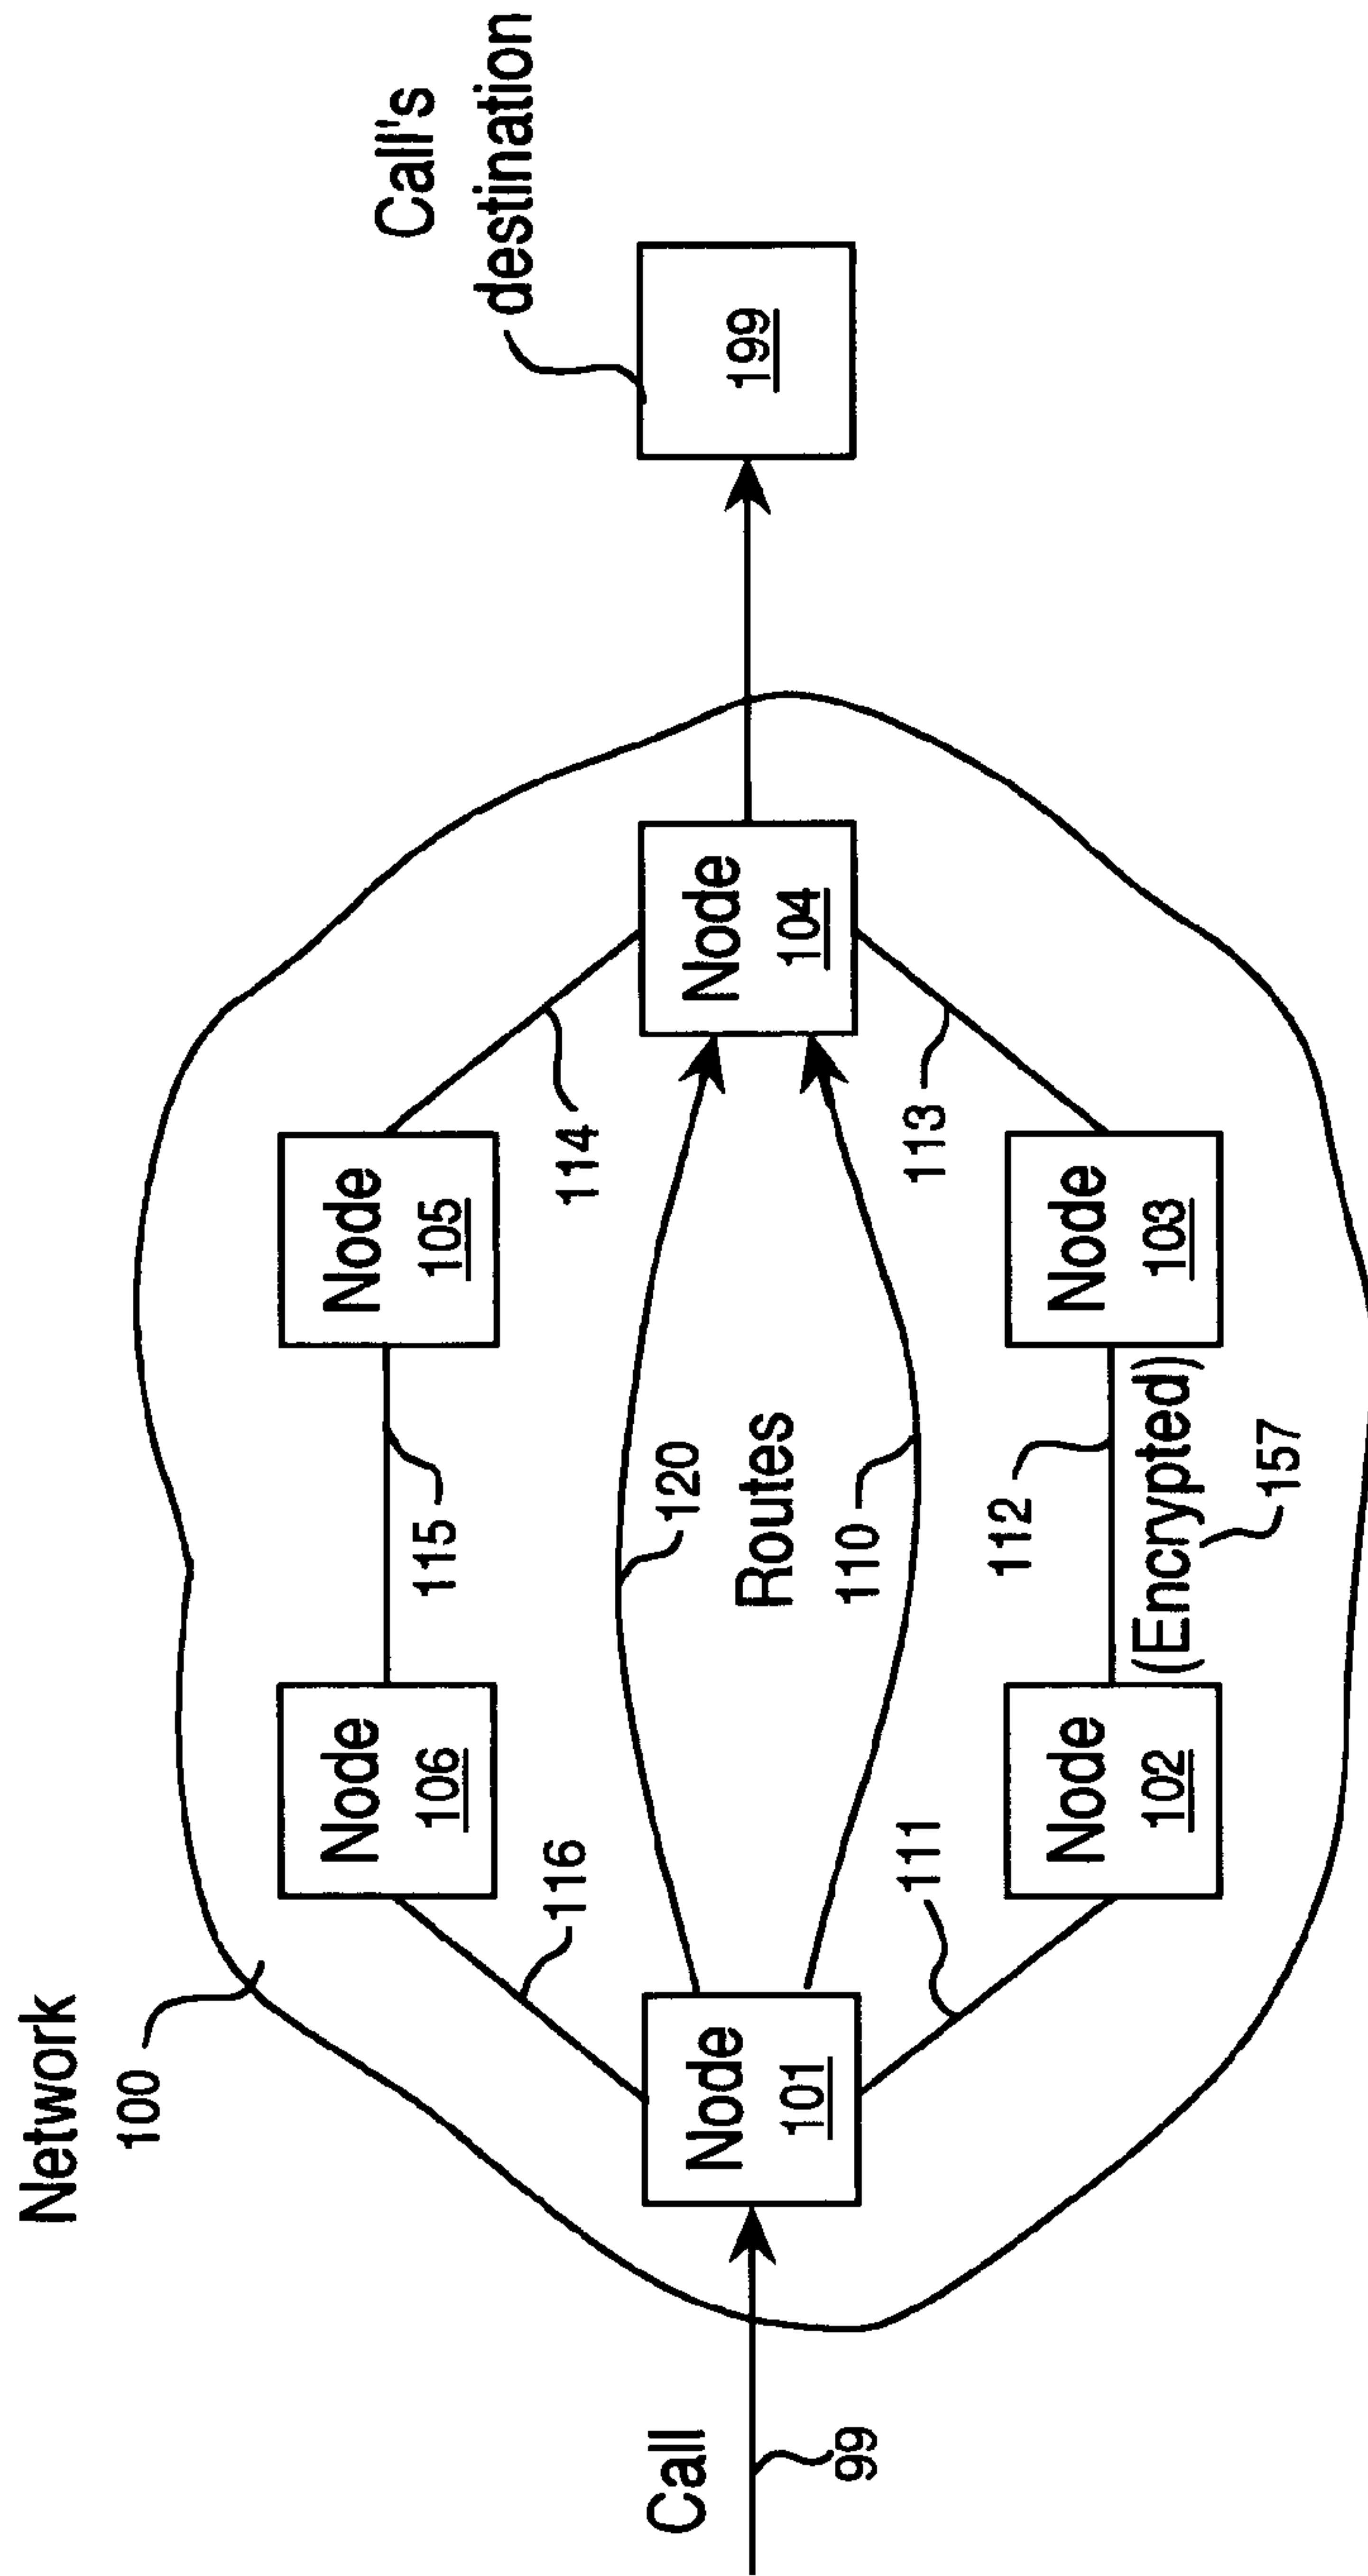 Network
100
Call's
destination
Node
106
115
Node
105
116
114
Call
99
Node
101
120
Routes
110
Node
104
199
111
112
113
Node
102
(Encrypted)
157
Node
103